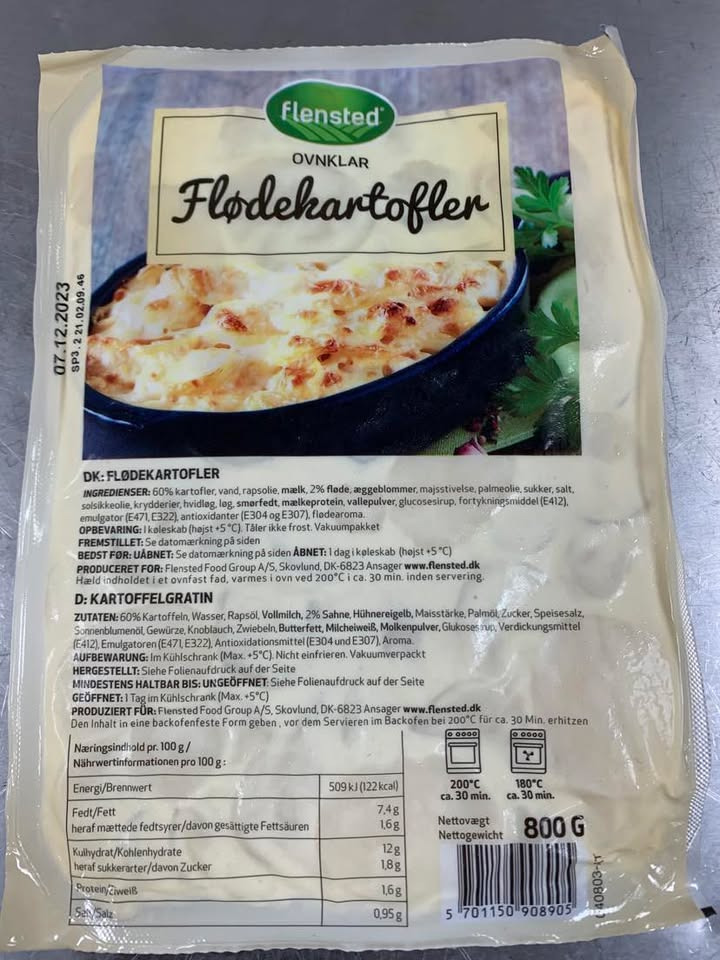 flensted®
OVNKLAR
Flødekartofler
07.12.2023
SP3. 2 21.02.09.46
DK: FLØDEKARTOFLER
INGREDIENSER: 60% kartofler, vand, rapsolie, mælk, 2% fløde, æggeblommer, majsstivelse, palmeolie, sukker, salt,
solsikkeolie, krydderier, hvidløg, løg, smørfedt, mælkeprotein, vallepulver, glucosesirup, fortykningsmiddel (E412),
emulgator (E471, E322), antioxidanter (E304 og E307), flødearoma.
OPBEVARING: I køleskab (højst +5°C). Tåler ikke frost. Vakuumpakket
FREMSTILLET: Se datomærkning på siden
BEDST FØR: UÅBNET: Se datomærkning på siden ÅBNET: 1 dag i køleskab (højst +5°C)
PRODUCERET FOR: Flensted Food Group A/S, Skovlund, DK-6823 Ansager www.flensted.dk
Hæld indholdet i et ovnfast fad, varmes i ovn ved 200°C i ca. 30 min. inden servering.
D: KARTOFFELGRATIN
ZUTATEN: 60% Kartoffeln, Wasser, Rapsöl, Vollmilch, 2% Sahne, Hühnereigelb, Maisstärke, Palmöl, Zucker, Speisesalz,
Sonnenblumenöl, Gewürze, Knoblauch, Zwiebeln, Butterfett, Milcheiweiß, Molkenpulver, Glukosesirup, Verdickungsmittel
(E412), Emulgatoren (E471, E322), Antioxidationsmittel (E304 und E307), Aroma.
AUFBEWARUNG: Im Kühlschrank (Max. +5°C). Nicht einfrieren. Vakuumverpackt
HERGESTELLT: Siehe Folienaufdruck auf der Seite
MINDESTENS HALTBAR BIS: UNGEÖFFNET: Siehe Folienaufdruck auf der Seite
GEÖFFNET: 1 Tag im Kühlschrank (Max. +5°C)
PRODUZIERT FÜR: Flensted Food Group A/S, Skovlund, DK-6823 Ansager www.flensted.dk
Den Inhalt in eine backofenfeste Form geben, vor dem Servieren im Backofen bei 200°C für ca. 30 Min. erhitzen
Næringsindhold pr. 100 g /
Nährwertinformationen pro 100 g:
Energi/Brennwert 509 kJ (122 kcal)
Fedt/Fett 7,4 g
heraf mættede fedtsyrer/davon gesättigte Fettsäuren 1,6 g
Kulhydrat/Kohlenhydrate 12 g
heraf sukkerarter/davon Zucker 1,8 g
Protein/Eiweiß 1,6 g
Salt/Salz 0,95 g
200°C 180°C
ca. 30 min. ca. 30 min.
Nettovægt
Nettogewicht 800 G
5 701150 908905